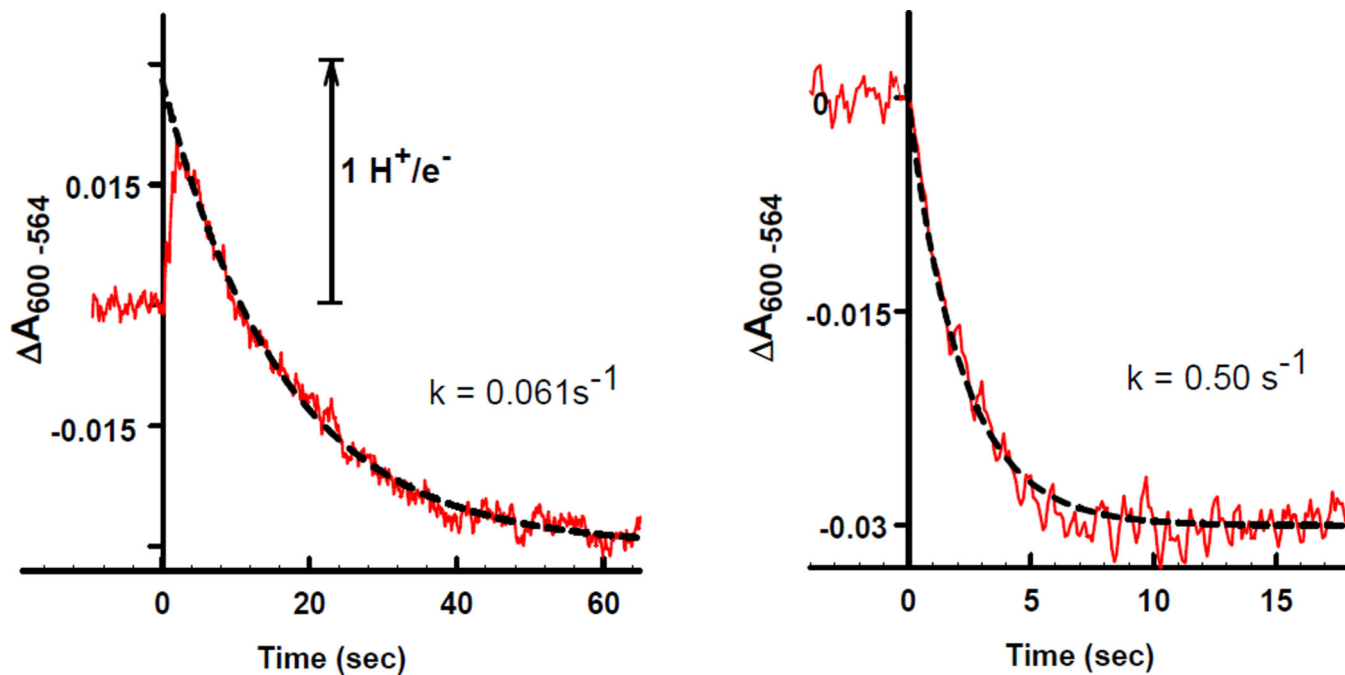 ΔA600 -564
0.015
-0.015
1 H+/e-
k = 0.061s-1
0
20
40
60
Time (sec)
ΔA600 -564
0
-0.015
-0.03
k = 0.50 s-1
0
5
10
15
Time (sec)